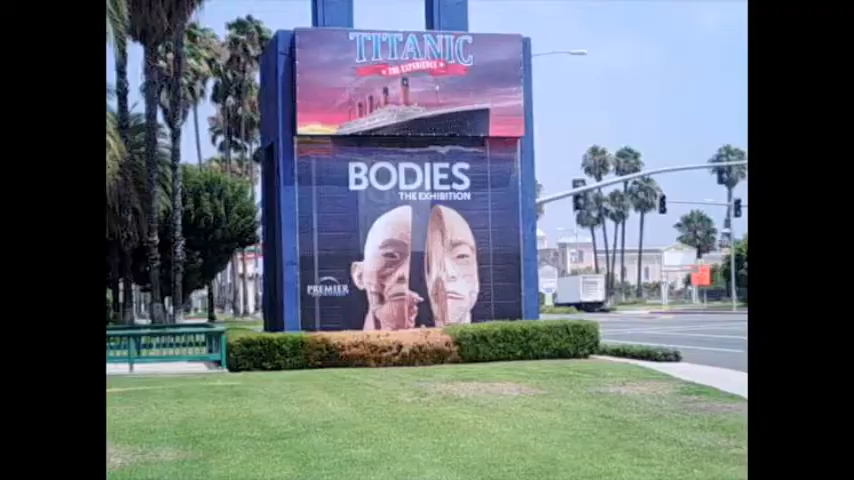 TITANIC
THE EXPERIENCE
BODIES
THE EXHIBITION
PREMIER